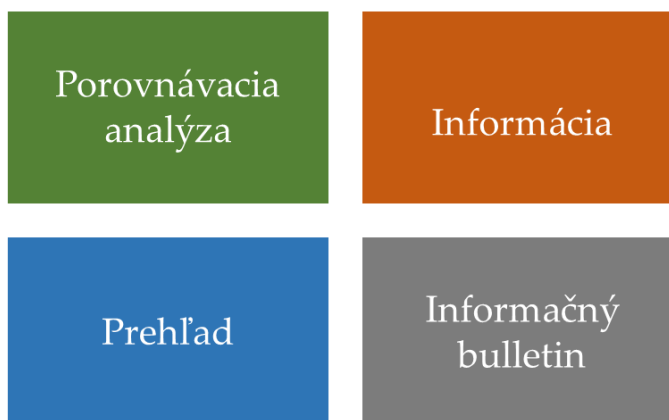 Porovnávacia
analýza
Informácia
Prehľad
Informačný
bulletin